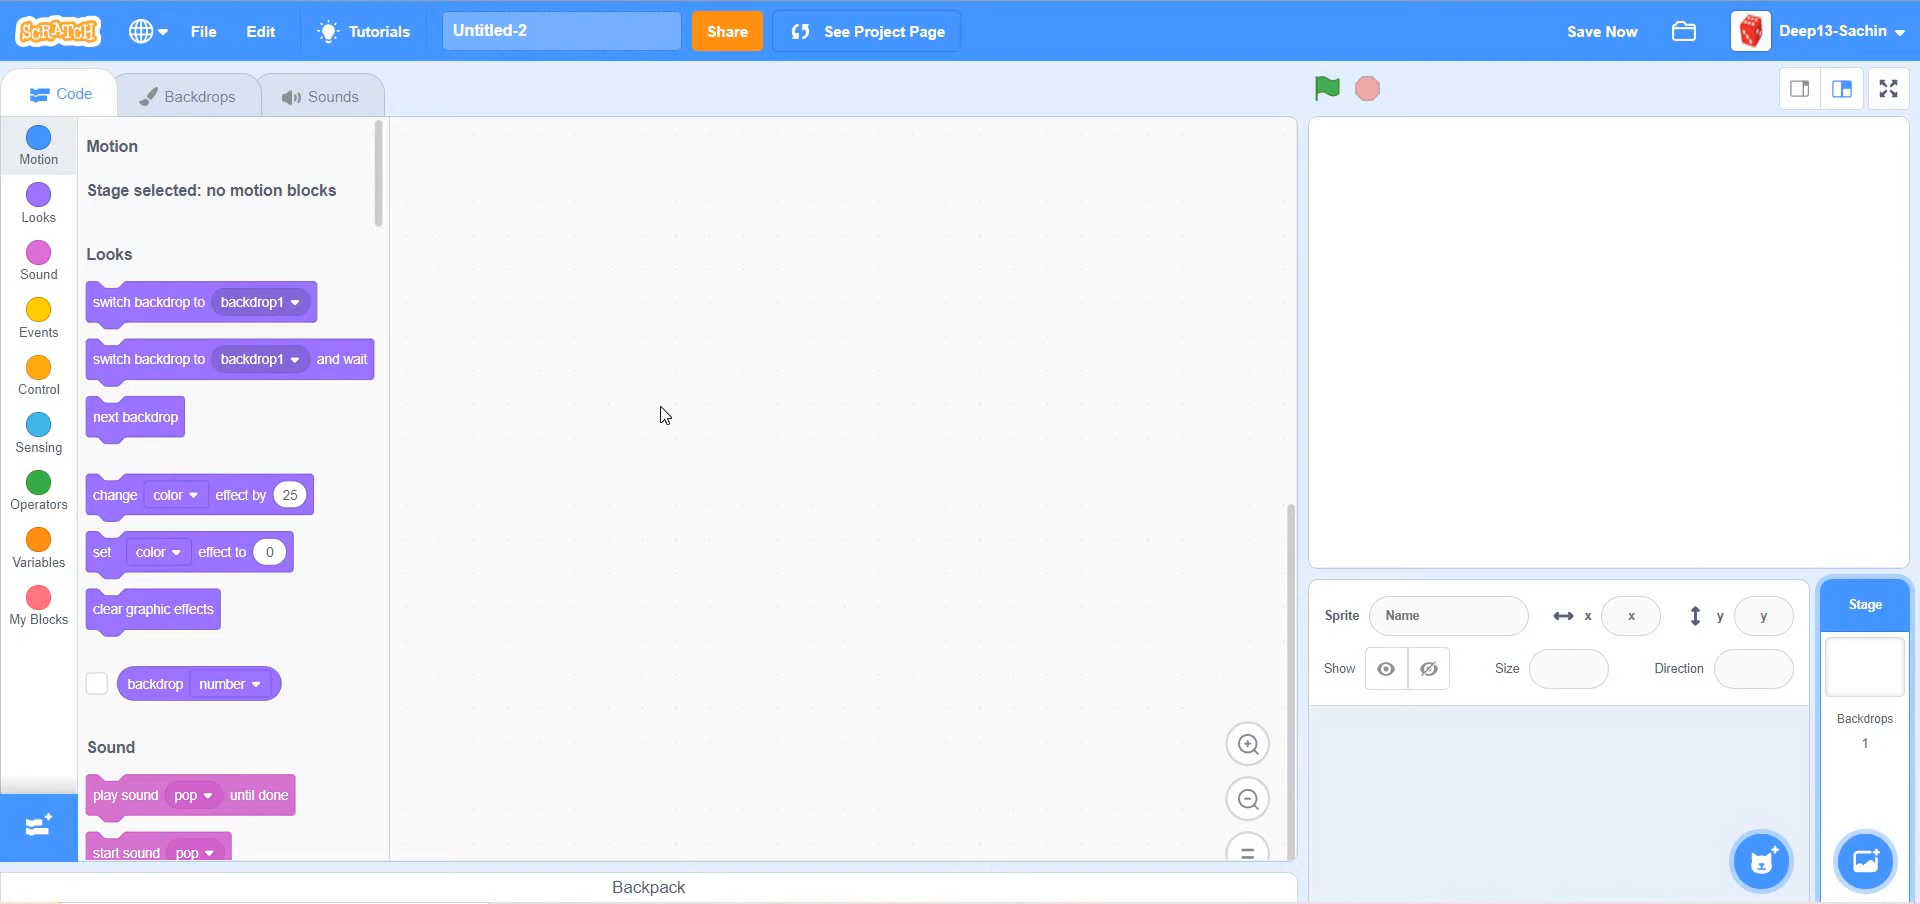 SCRATCH File Edit Tutorials Untitled-2 Share See Project Page Save Now Deep13-Sachin
Code Backdrops Sounds
Motion
Looks
Sound
Events
Control
Sensing
Operators
Variables
My Blocks
Motion
Stage selected: no motion blocks
Looks
switch backdrop to backdrop1
switch backdrop to backdrop1 and wait
next backdrop
change color effect by 25
set color effect to 0
clear graphic effects
backdrop number
Sound
play sound pop until done
start sound pop
Backpack
Sprite Name x x y y
Show Size Direction
Stage
Backdrops
1